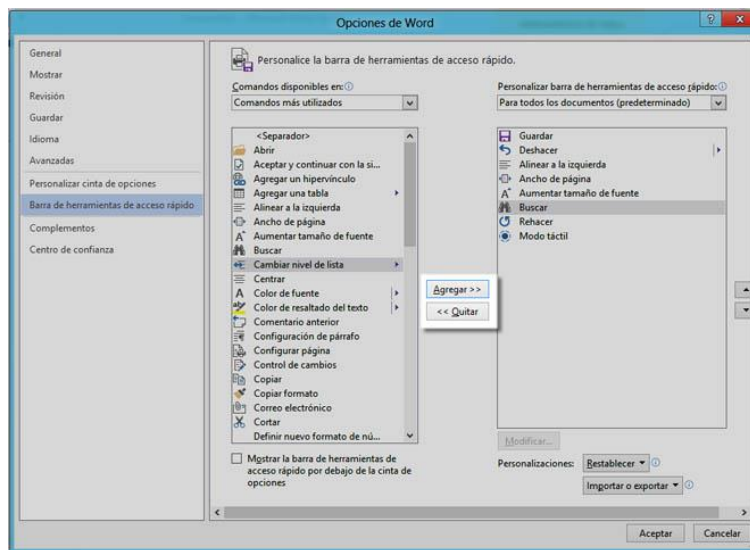 Opciones de Word
?
General
Mostrar
Revisión
Guardar
Idioma
Avanzadas
Personalizar cinta de opciones
Barra de herramientas de acceso rápido
Complementos
Centro de confianza
Personalice la barra de herramientas de acceso rápido.
Comandos disponibles en:
Comandos más utilizados
<Separador>
Abrir
Aceptar y continuar con la si...
Agregar un hipervínculo
Agregar una tabla
Alinear a la izquierda
Ancho de página
Aumentar tamaño de fuente
Buscar
Cambiar nivel de lista
Centrar
Color de fuente
Color de resaltado del texto
Comentario anterior
Configuración de párrafo
Configurar página
Control de cambios
Copiar
Copiar formato
Correo electrónico
Cortar
Definir nuevo formato de nú...
Mostrar la barra de herramientas de
acceso rápido por debajo de la cinta de
opciones
Agregar >>
<< Quitar
Personalizar barra de herramientas de acceso rápido:
Para todos los documentos (predeterminado)
Guardar
Deshacer
Alinear a la izquierda
Ancho de página
Aumentar tamaño de fuente
Buscar
Rehacer
Modo táctil
Modificar...
Personalizaciones:
Restablecer
Importar o exportar
Aceptar
Cancelar